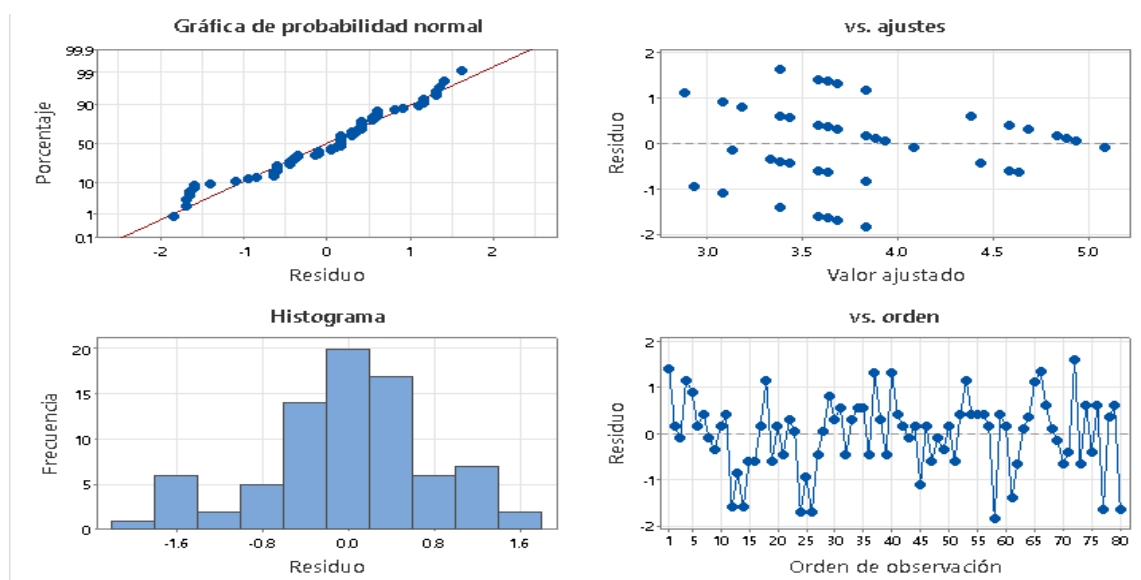 Gráfica de probabilidad normal
99.9
99
90
50
10
1
0.1
Porcentaje
-2 -1 0 1 2
Residuo
vs. ajustes
2
1
0
-1
-2
Residuo
3.0 3.5 4.0 4.5 5.0
Valor ajustado
Histograma
20
15
10
5
0
Frecuencia
-1.6 -0.8 0.0 0.8 1.6
Residuo
vs. orden
2
1
0
-1
-2
Residuo
1 5 10 15 20 25 30 35 40 45 50 55 60 65 70 75 80
Orden de observación